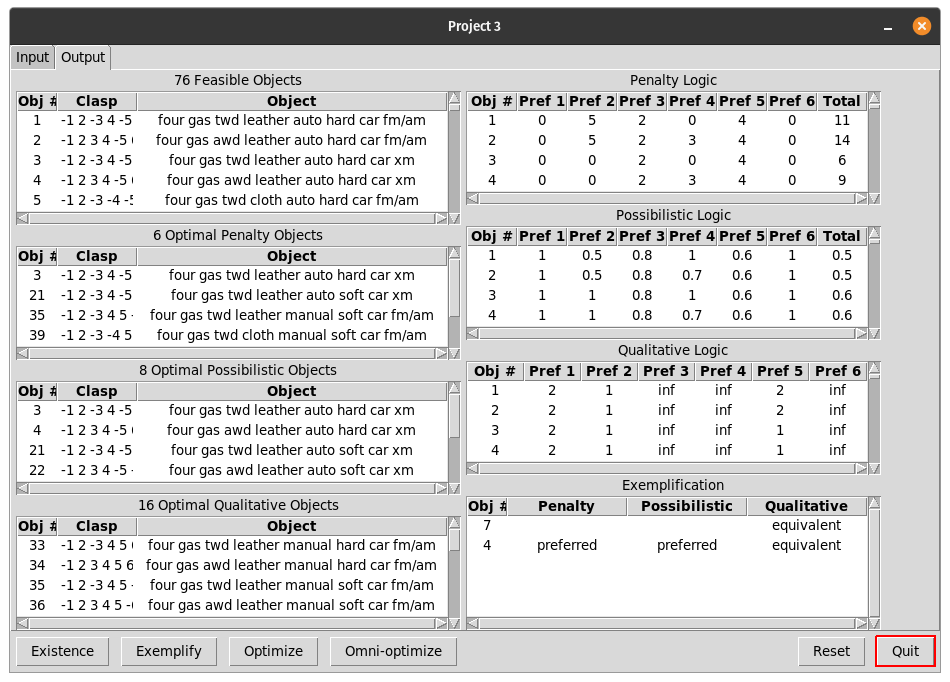 Project 3
Input Output
76 Feasible Objects
Obj # Clasp Object
1 -1 2 -3 4 -5 four gas twd leather auto hard car fm/am
2 -1 2 3 4 -5 four gas awd leather auto hard car fm/am
3 -1 2 -3 4 -5 four gas twd leather auto hard car xm
4 -1 2 3 4 -5 four gas awd leather auto hard car xm
5 -1 2 -3 -4 -5 four gas twd cloth auto hard car fm/am
6 Optimal Penalty Objects
Obj # Clasp Object
3 -1 2 -3 4 -5 four gas twd leather auto hard car xm
21 -1 2 -3 4 -5 four gas twd leather auto soft car xm
35 -1 2 -3 4 5 - four gas twd leather manual soft car fm/am
39 -1 2 -3 -4 5 four gas twd cloth manual soft car fm/am
8 Optimal Possibilistic Objects
Obj # Clasp Object
3 -1 2 -3 4 -5 four gas twd leather auto hard car xm
4 -1 2 3 4 -5 four gas awd leather auto hard car xm
21 -1 2 -3 4 -5 four gas twd leather auto soft car xm
22 -1 2 3 4 -5 - four gas awd leather auto soft car xm
16 Optimal Qualitative Objects
Obj # Clasp Object
33 -1 2 -3 4 5 four gas twd leather manual hard car fm/am
34 -1 2 3 4 5 6 four gas awd leather manual hard car fm/am
35 -1 2 -3 4 5 - four gas twd leather manual soft car fm/am
36 -1 2 3 4 5 - four gas awd leather manual soft car fm/am
Penalty Logic
Obj # Pref 1 Pref 2 Pref 3 Pref 4 Pref 5 Pref 6 Total
1 0 5 2 0 4 0 11
2 0 5 2 3 4 0 14
3 0 0 2 0 4 0 6
4 0 0 2 3 4 0 9
Possibilistic Logic
Obj # Pref 1 Pref 2 Pref 3 Pref 4 Pref 5 Pref 6 Total
1 1 0.5 0.8 1 0.6 1 0.5
2 1 0.5 0.8 0.7 0.6 1 0.5
3 1 1 0.8 1 0.6 1 0.6
4 1 1 0.8 0.7 0.6 1 0.6
Qualitative Logic
Obj # Pref 1 Pref 2 Pref 3 Pref 4 Pref 5 Pref 6
1 2 1 inf inf 2 inf
2 2 1 inf inf 2 inf
3 2 1 inf inf 1 inf
4 2 1 inf inf 1 inf
Exemplification
Obj # Penalty Possibilistic Qualitative
7 equivalent
4 preferred preferred equivalent
Existence Exemplify Optimize Omni-optimize Reset Quit